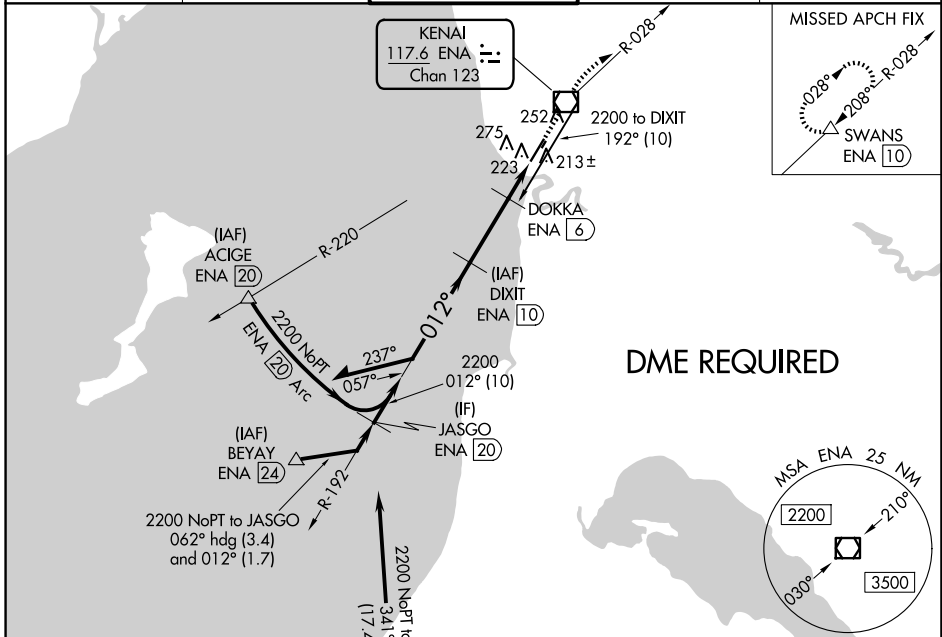 KENAI
117.6 ENA
Chan 123
R-028
MISSED APCH FIX
R-028
028°
208°
SWANS
ENA 10
252
2200 to DIXIT
192° (10)
275
223
213±
DOKKA
ENA 6
(IAF)
ACIGE
ENA 20
R-220
(IAF)
DIXIT
ENA 10
012°
2200 NoPT
ENA 20 Arc
237°
057°
2200
012° (10)
DME REQUIRED
(IF)
JASGO
ENA 20
(IAF)
BEYAY
ENA 24
R-192
2200 NoPT to JASGO
062° hdg (3.4)
and 012° (1.7)
2200 NoPT to
341°
(17.4
MSA ENA 25 NM
2200
210°
030°
3500